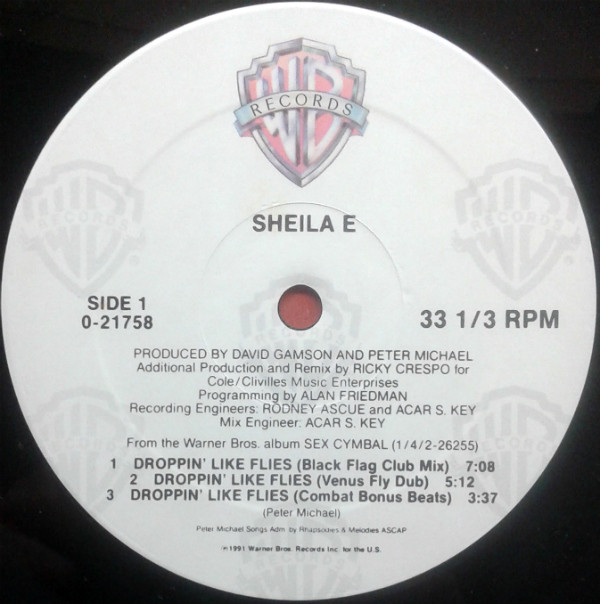 RECORDS
SHEILA E
RECORDS
RECORDS
SIDE 1
0-21758
33 1/3 RPM
PRODUCED BY DAVID GAMSON AND PETER MICHAEL
Additional Production and Remix by RICKY CRESPO for
Cole/Clivilles Music Enterprises
Programming by ALAN FRIEDMAN
Recording Engineers: RODNEY ASCUE and ACAR S. KEY
Mix Engineer: ACAR S. KEY
From the Warner Bros. album SEX CYMBAL (1/4/2-26255)
1 DROPPIN' LIKE FLIES (Black Flag Club Mix) 7:08
2 DROPPIN' LIKE FLIES (Venus Fly Dub) 5:12
3 DROPPIN' LIKE FLIES (Combat Bonus Beats) 3:37
(Peter Michael)
Peter Michael Songs Adm. by Rhapsodies & Melodies ASCAP
℗1991 Warner Bros. Records Inc. for the U.S.